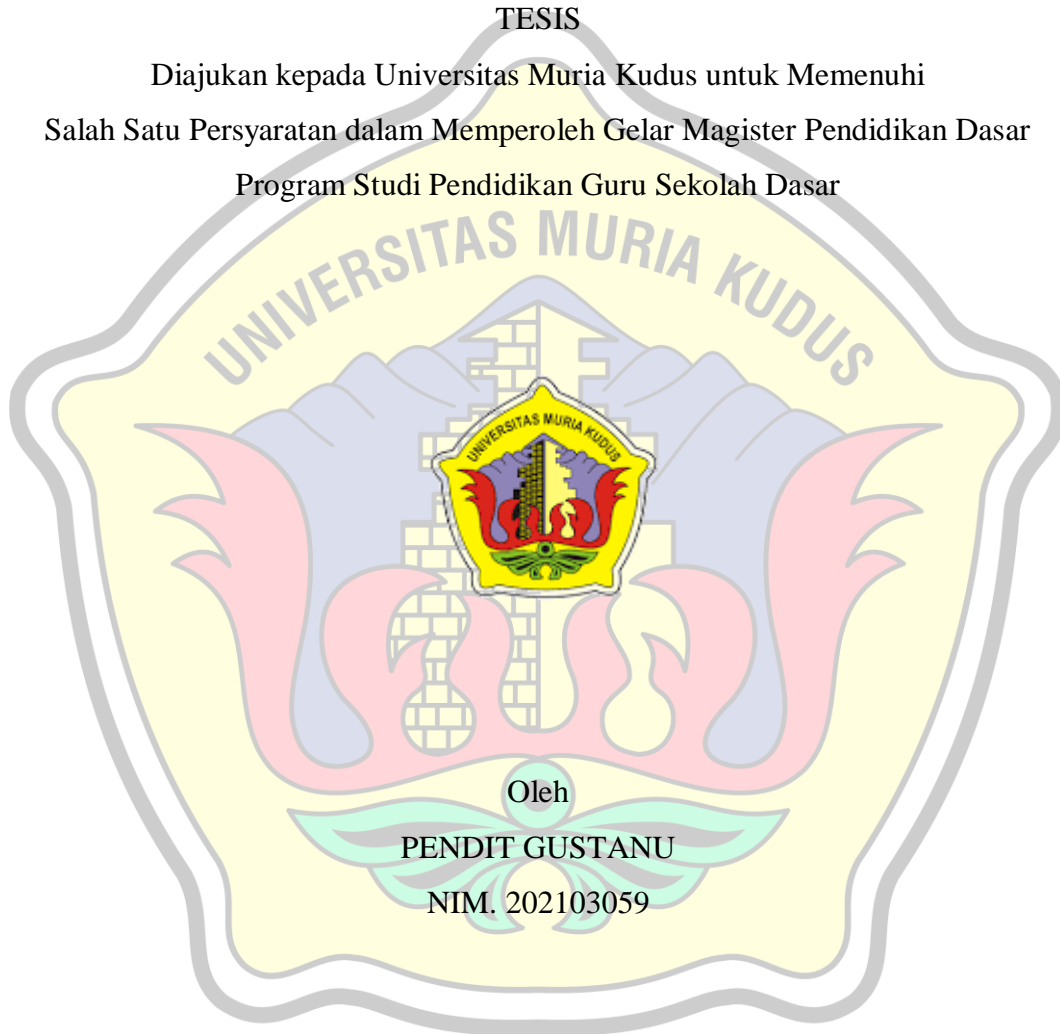 TESIS
Diajukan kepada Universitas Muria Kudus untuk Memenuhi
Salah Satu Persyaratan dalam Memperoleh Gelar Magister Pendidikan Dasar
Program Studi Pendidikan Guru Sekolah Dasar
UNIVERSITAS MURIA KUDUS
UNIVERSITAS MURIA KUDUS
Oleh
PENDIT GUSTANU
NIM. 202103059